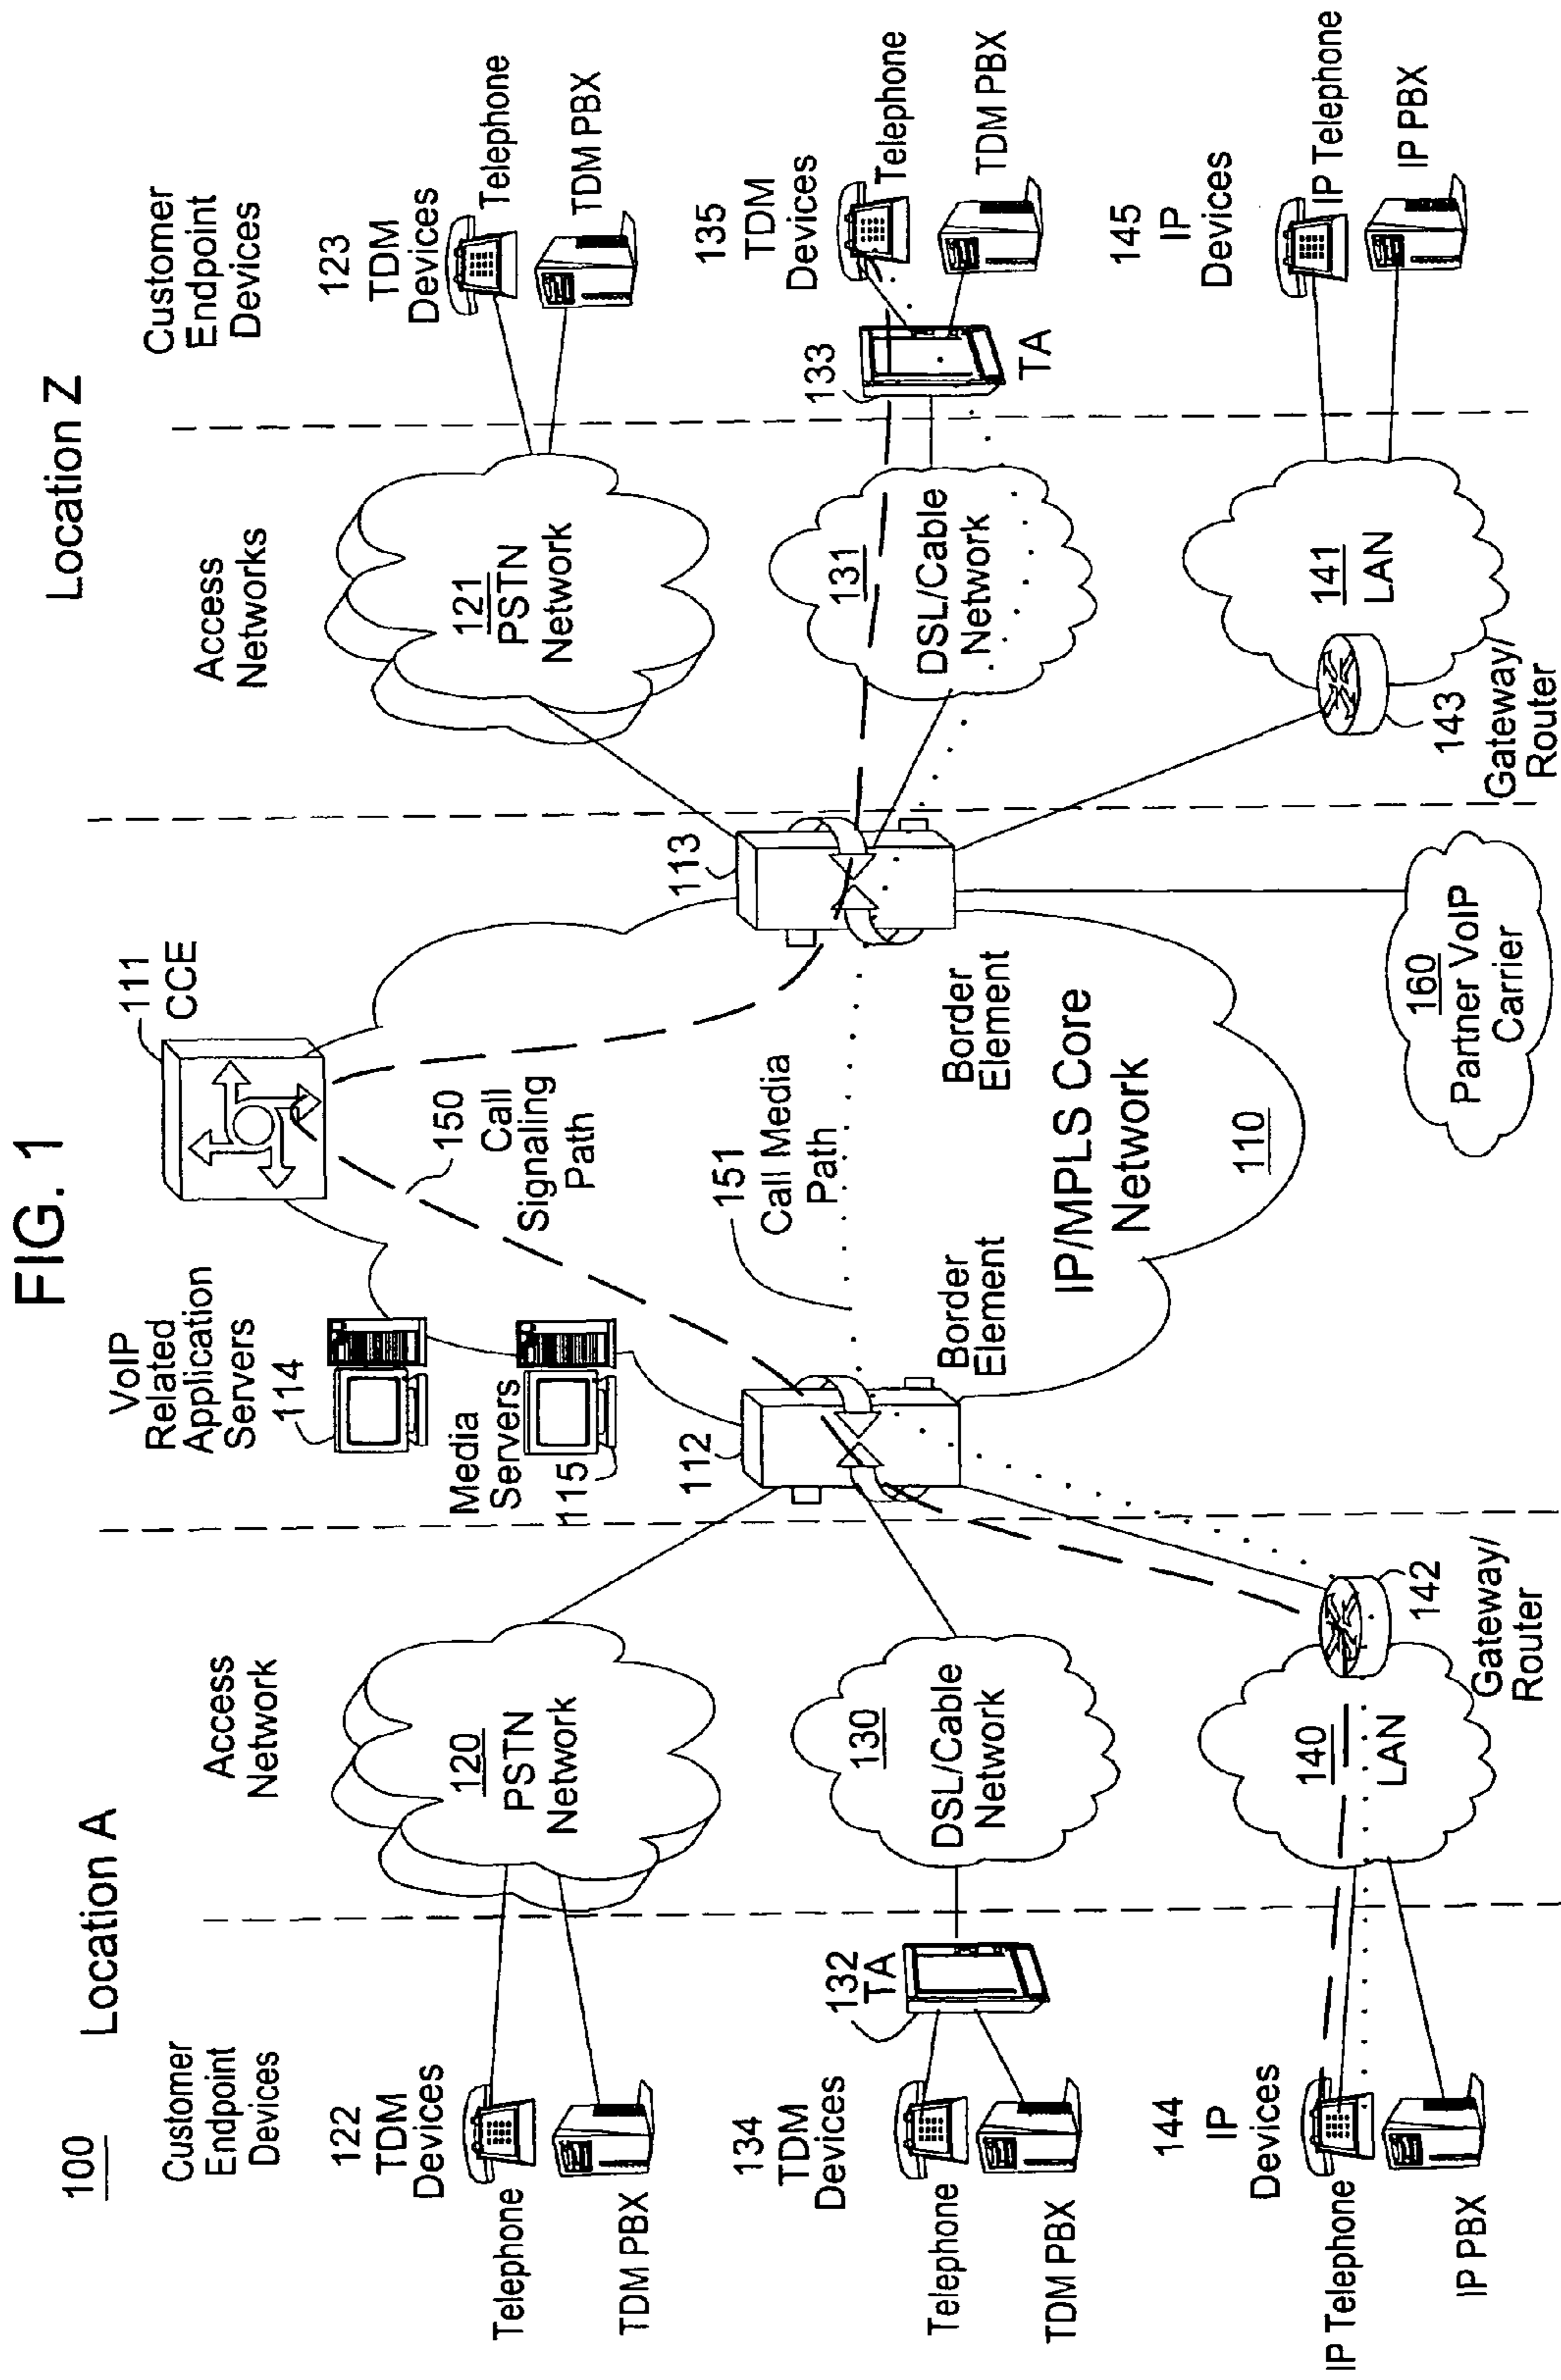 FIG. 1
100
Location A
Location Z
Customer
Endpoint
Devices
Access
Network
VoIP
Related
Application
Servers
114
Media
Servers
115
111
CCE
Access
Networks
Customer
Endpoint
Devices
122
TDM
Devices
Telephone
TDM PBX
120
PSTN
Network
112
150
Call
Signaling
Path
113
121
PSTN
Network
123
TDM
Devices
Telephone
TDM PBX
134
TDM
Devices
Telephone
TDM PBX
132
TA
130
DSL/Cable
Network
151
Call Media
Path
Border
Element
Border
Element
131
DSL/Cable
Network
133
TA
135
TDM
Devices
Telephone
TDM PBX
IP/MPLS Core
Network
110
144
IP
Devices
IP Telephone
IP PBX
140
LAN
142
Gateway/
Router
160
Partner VoIP
Carrier
143
Gateway/
Router
141
LAN
145
IP
Devices
IP Telephone
IP PBX